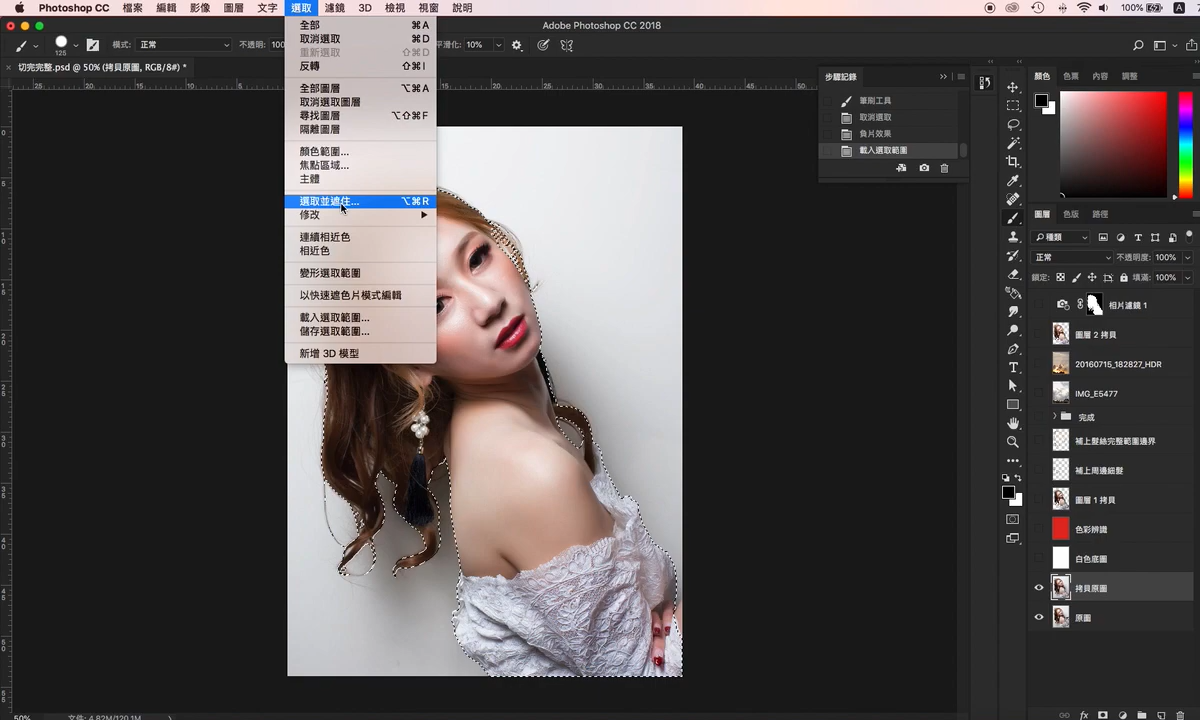 Photoshop CC 檔案 編輯 影像 圖層 文字 選取 濾鏡 3D 檢視 視窗 說明
100%
Adobe Photoshop CC 2018
125 模式: 正常 不透明: 100 平滑化: 10%
切完完整.psd @ 50% (拷貝原圖, RGB/8#) *
全部 ⌘A
取消選取 ⌘D
重新選取 ⇧⌘D
反轉 ⇧⌘I
全部圖層 ⌥⌘A
取消選取圖層
尋找圖層 ⌥⇧⌘F
隔離圖層
顏色範圍...
焦點區域...
主體
選取並遮住... ⌥⌘R
修改
連續相近色
相近色
變形選取範圍
以快速遮色片模式編輯
載入選取範圍...
儲存選取範圍...
新增 3D 模型
步驟記錄
筆刷工具
取消選取
負片效果
載入選取範圍
顏色 色票 內容 調整
圖層 色版 路徑
種類
正常 不透明度: 100%
鎖定: 填滿: 100%
相片濾鏡 1
圖層 2 拷貝
20160715_182827_HDR
IMG_E5477
完成
補上髮絲完整範圍邊界
補上周邊細髮
圖層 1 拷貝
色彩辨識
白色底圖
拷貝原圖
原圖
50% 文件: 4.82M/120.1M